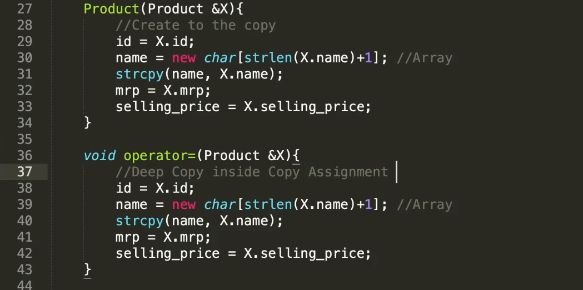 27 Product(Product &X){
28 //Create to the copy
29 id = X.id;
30 name = new char[strlen(X.name)+1]; //Array
31 strcpy(name, X.name);
32 mrp = X.mrp;
33 selling_price = X.selling_price;
34 }
35
36 void operator=(Product &X){
37 //Deep Copy inside Copy Assignment
38 id = X.id;
39 name = new char[strlen(X.name)+1]; //Array
40 strcpy(name, X.name);
41 mrp = X.mrp;
42 selling_price = X.selling_price;
43 }
44